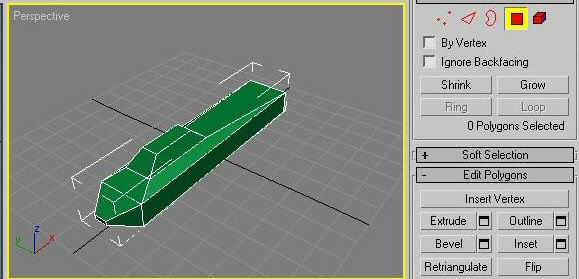 Perspective
By Vertex
Ignore Backfacing
Shrink Grow
Ring Loop
0 Polygons Selected
+ Soft Selection
- Edit Polygons
Insert Vertex
Extrude Outline
Bevel Inset
Retriangulate Flip
z
y x